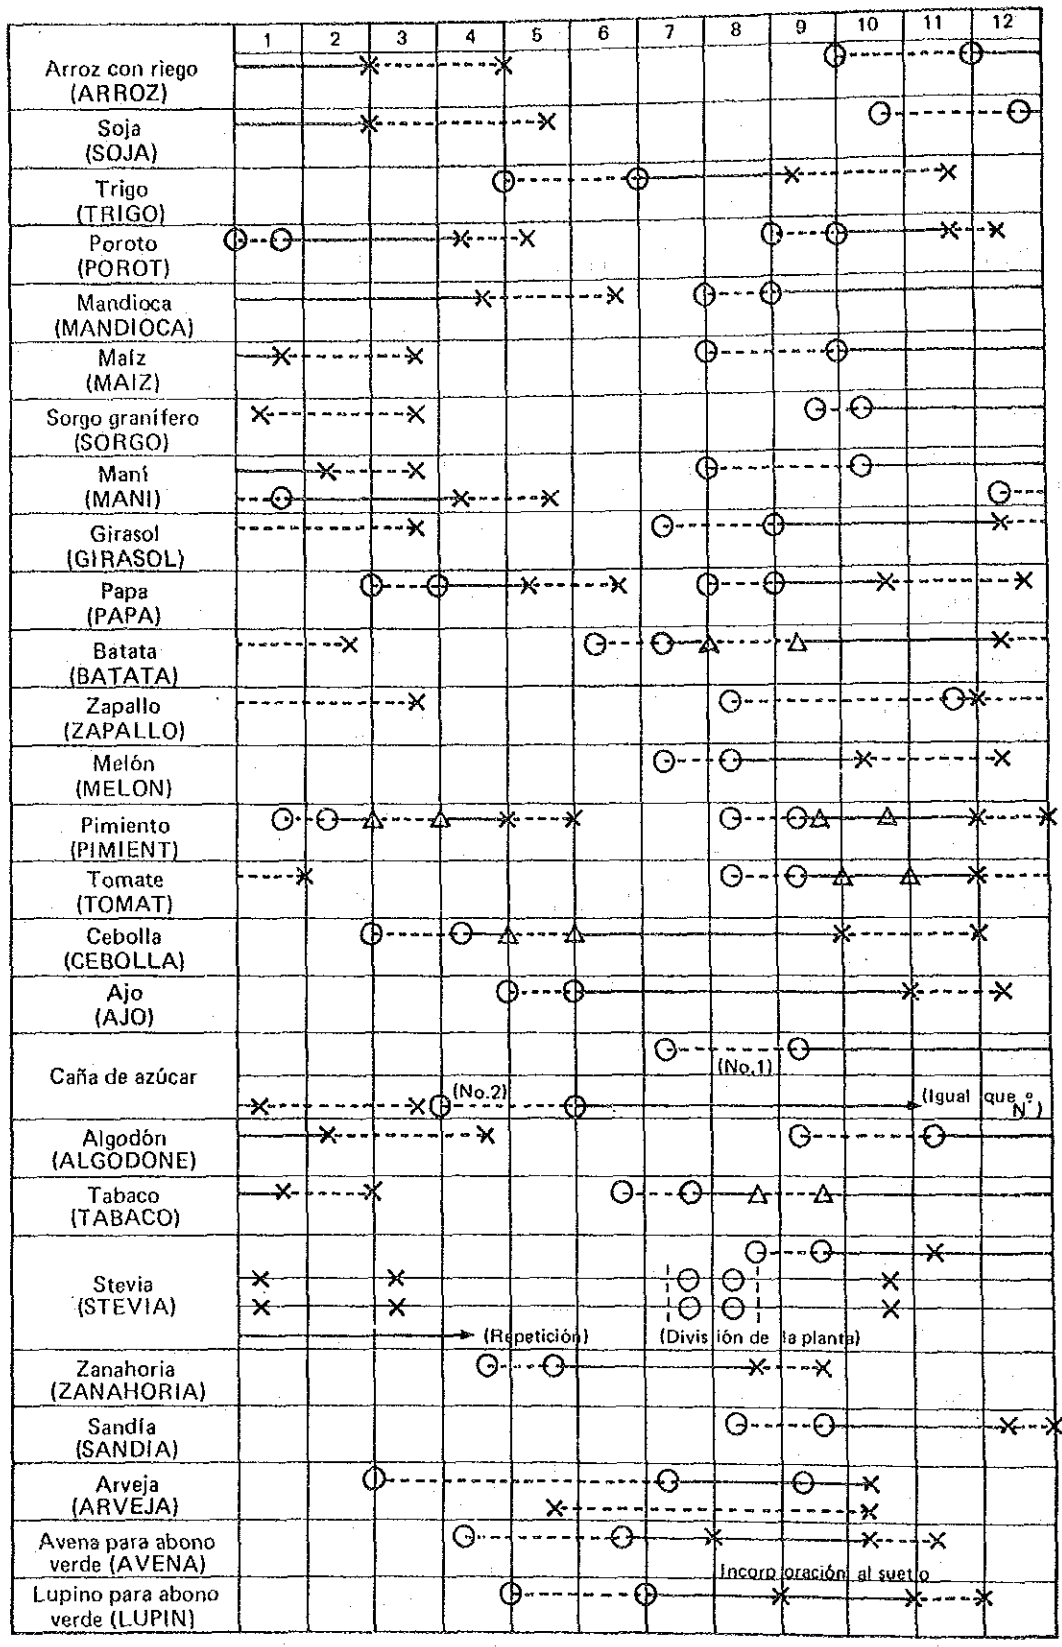 1 2 3 4 5 6 7 8 9 10 11 12
Arroz con riego
(ARROZ)
Soja
(SOJA)
Trigo
(TRIGO)
Poroto
(POROT)
Mandioca
(MANDIOCA)
Maíz
(MAIZ)
Sorgo granífero
(SORGO)
Maní
(MANI)
Girasol
(GIRASOL)
Papa
(PAPA)
Batata
(BATATA)
Zapallo
(ZAPALLO)
Melón
(MELON)
Pimiento
(PIMIENT)
Tomate
(TOMAT)
Cebolla
(CEBOLLA)
Ajo
(AJO)
Caña de azúcar
(No.1)
(No.2)
(Igual que
Nº)
Algodón
(ALGODONE)
Tabaco
(TABACO)
Stevia
(STEVIA)
(Repetición) (División de la planta)
Zanahoria
(ZANAHORIA)
Sandía
(SANDIA)
Arveja
(ARVEJA)
Avena para abono
verde (AVENA)
Incorporación al suelo
Lupino para abono
verde (LUPIN)